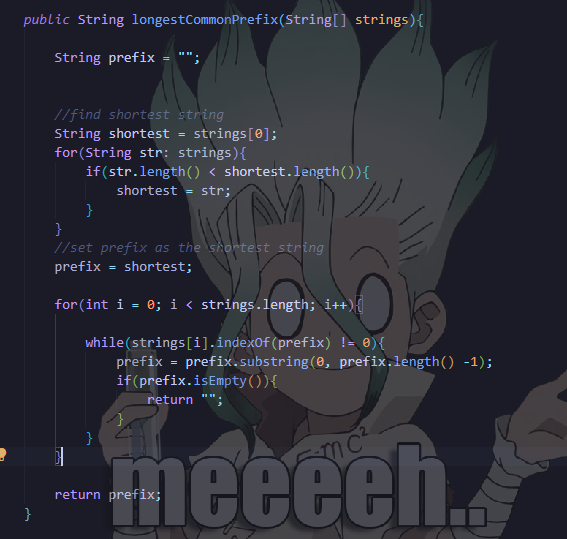 public String longestCommonPrefix(String[] strings){
String prefix = "";
//find shortest string
String shortest = strings[0];
for(String str: strings){
if(str.length() < shortest.length()){
shortest = str;
}
}
//set prefix as the shortest string
prefix = shortest;
for(int i = 0; i < strings.length; i++){
while(strings[i].indexOf(prefix) != 0){
prefix = prefix.substring(0, prefix.length() -1);
if(prefix.isEmpty()){
return "";
}
}
}
return prefix;
}
E=mc²
meeeeh..